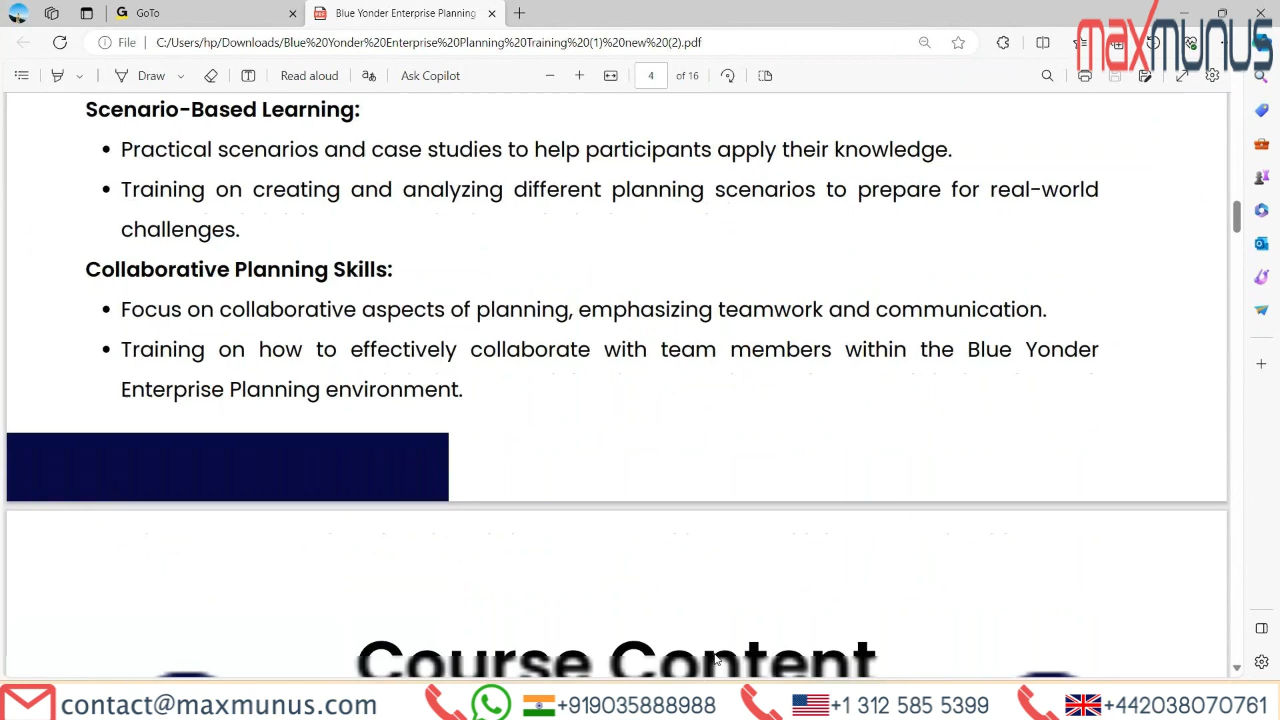 GoTo
Blue Yonder Enterprise Planning
maxmunus
File
C:/Users/hp/Downloads/Blue%20Yonder%20Enterprise%20Planning%20Training%20(1)%20new%20(2).pdf
Draw
Read aloud
Ask Copilot
4 of 16
Scenario-Based Learning:
• Practical scenarios and case studies to help participants apply their knowledge.
• Training on creating and analyzing different planning scenarios to prepare for real-world
challenges.
Collaborative Planning Skills:
• Focus on collaborative aspects of planning, emphasizing teamwork and communication.
• Training on how to effectively collaborate with team members within the Blue Yonder
Enterprise Planning environment.
Course Content
contact@maxmunus.com
+919035888988
+1 312 585 5399
+442038070761